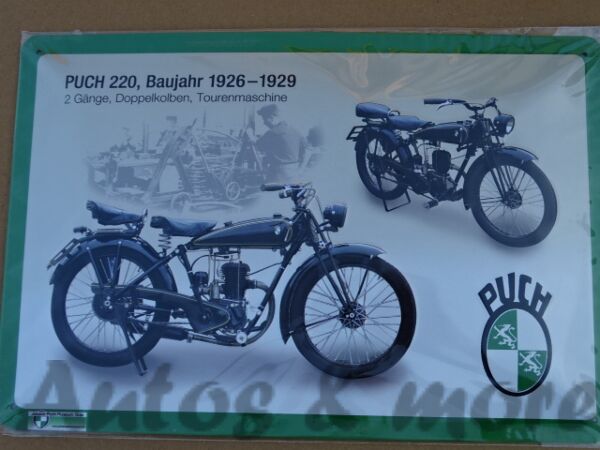 PUCH 220, Baujahr 1926–1929
2 Gänge, Doppelkolben, Tourenmaschine
PUCH
Autos & more